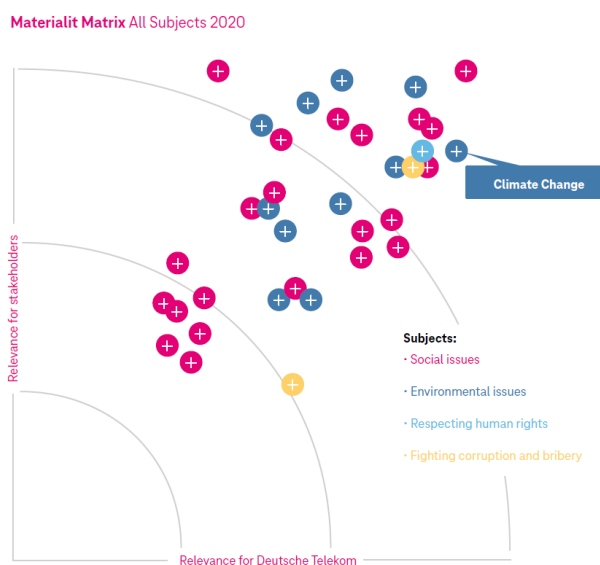 Materialit Matrix All Subjects 2020
Climate Change
Relevance for stakeholders
Subjects:
· Social issues
· Environmental issues
· Respecting human rights
· Fighting corruption and bribery
Relevance for Deutsche Telekom